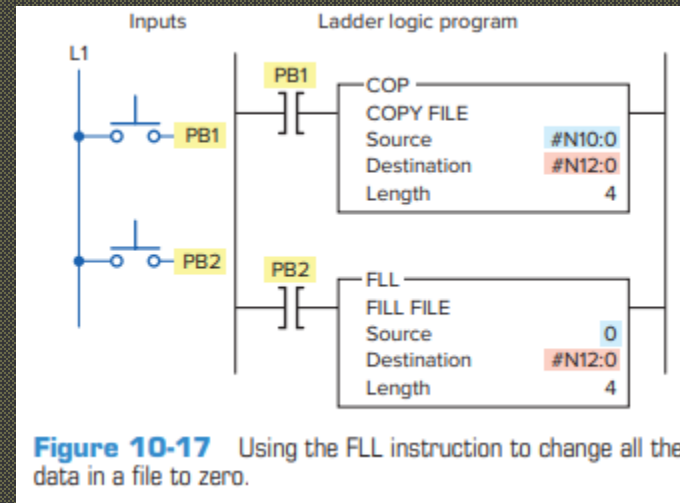 Inputs
Ladder logic program
L1
PB1
PB1
COP
COPY FILE
Source #N10:0
Destination #N12:0
Length 4
PB2
PB2
FLL
FILL FILE
Source 0
Destination #N12:0
Length 4
Figure 10-17 Using the FLL instruction to change all the
data in a file to zero.